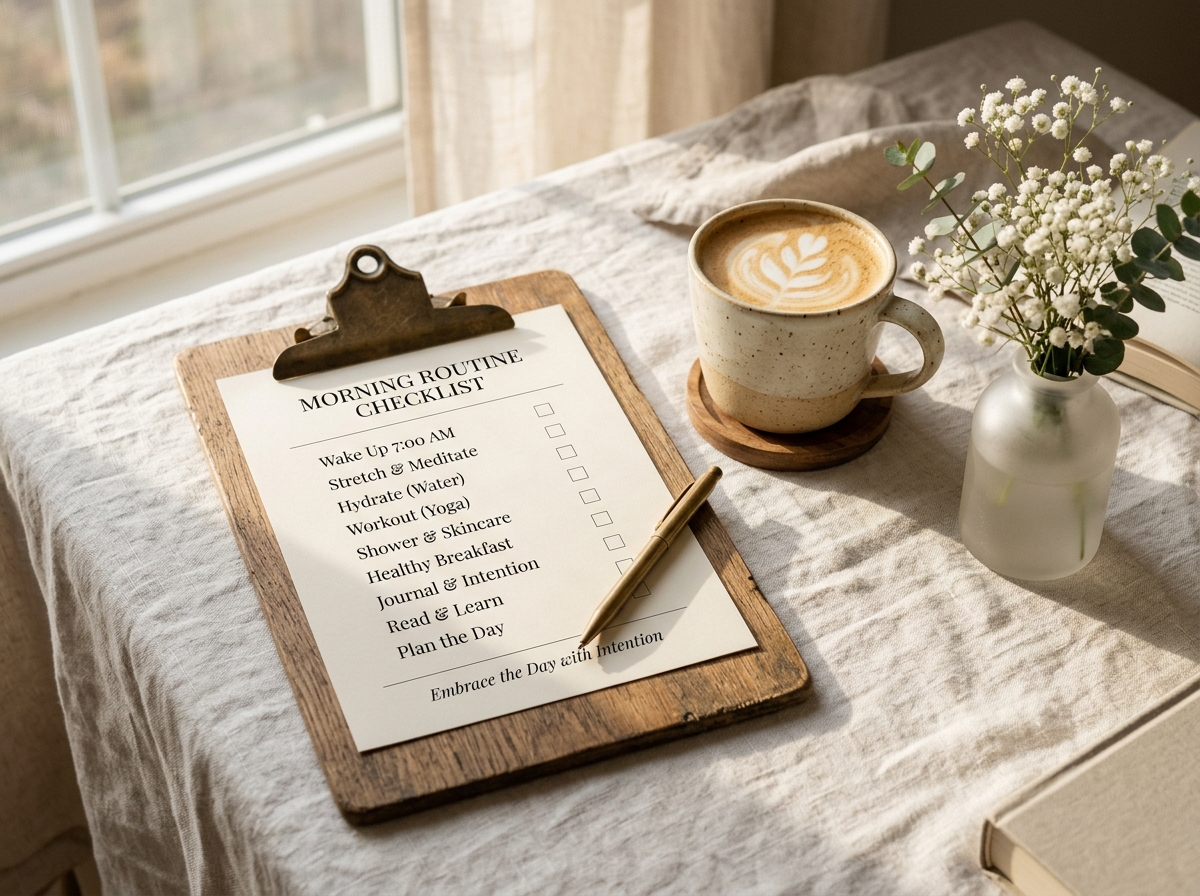 MORNING ROUTINE
CHECKLIST
Wake Up 7:00 AM
Stretch & Meditate
Hydrate (Water)
Workout (Yoga)
Shower & Skincare
Healthy Breakfast
Journal & Intention
Read & Learn
Plan the Day
Embrace the Day with Intention